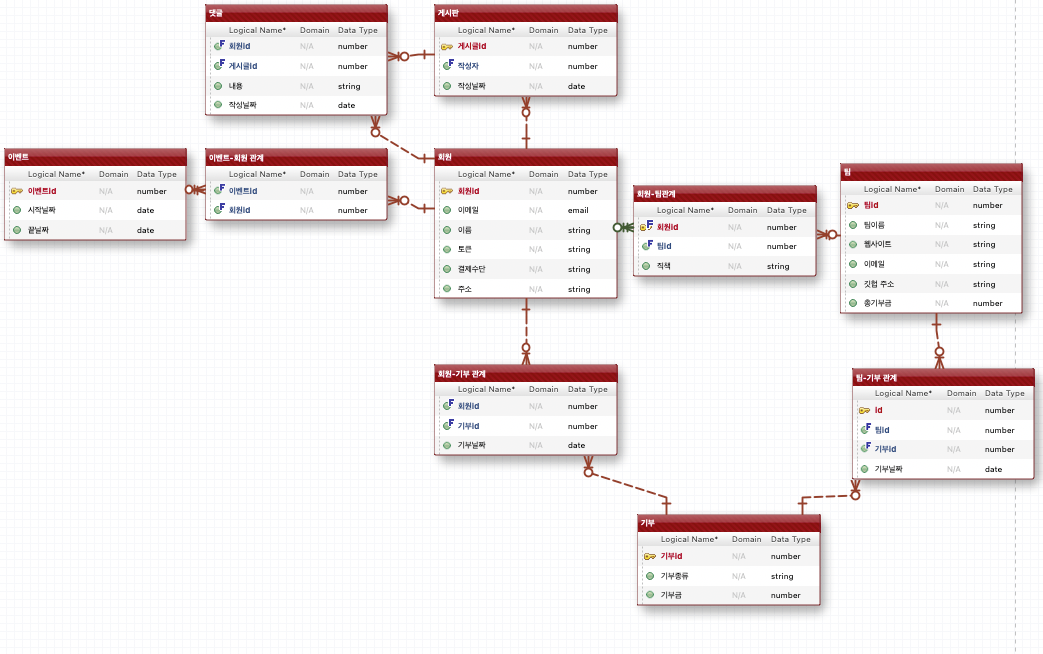 댓글
Logical Name* Domain Data Type
회원Id N/A number
게시글Id N/A number
내용 N/A string
작성날짜 N/A date
게시판
Logical Name* Domain Data Type
게시글Id N/A number
작성자 N/A number
작성날짜 N/A date
이벤트
Logical Name* Domain Data Type
이벤트Id N/A number
시작날짜 N/A date
끝날짜 N/A date
이벤트-회원 관계
Logical Name* Domain Data Type
이벤트Id N/A number
회원Id N/A number
회원
Logical Name* Domain Data Type
회원Id N/A number
이메일 N/A email
이름 N/A string
토큰 N/A string
결제수단 N/A string
주소 N/A string
회원-팀관계
Logical Name* Domain Data Type
회원Id N/A number
팀Id N/A number
직책 N/A string
팀
Logical Name* Domain Data Type
팀Id N/A number
팀이름 N/A string
웹사이트 N/A string
이메일 N/A string
깃헙 주소 N/A string
총기부금 N/A number
회원-기부 관계
Logical Name* Domain Data Type
회원Id N/A number
기부Id N/A number
기부날짜 N/A date
팀-기부 관계
Logical Name* Domain Data Type
Id N/A number
팀Id N/A number
기부Id N/A number
기부날짜 N/A date
기부
Logical Name* Domain Data Type
기부Id N/A number
기부종류 N/A string
기부금 N/A number